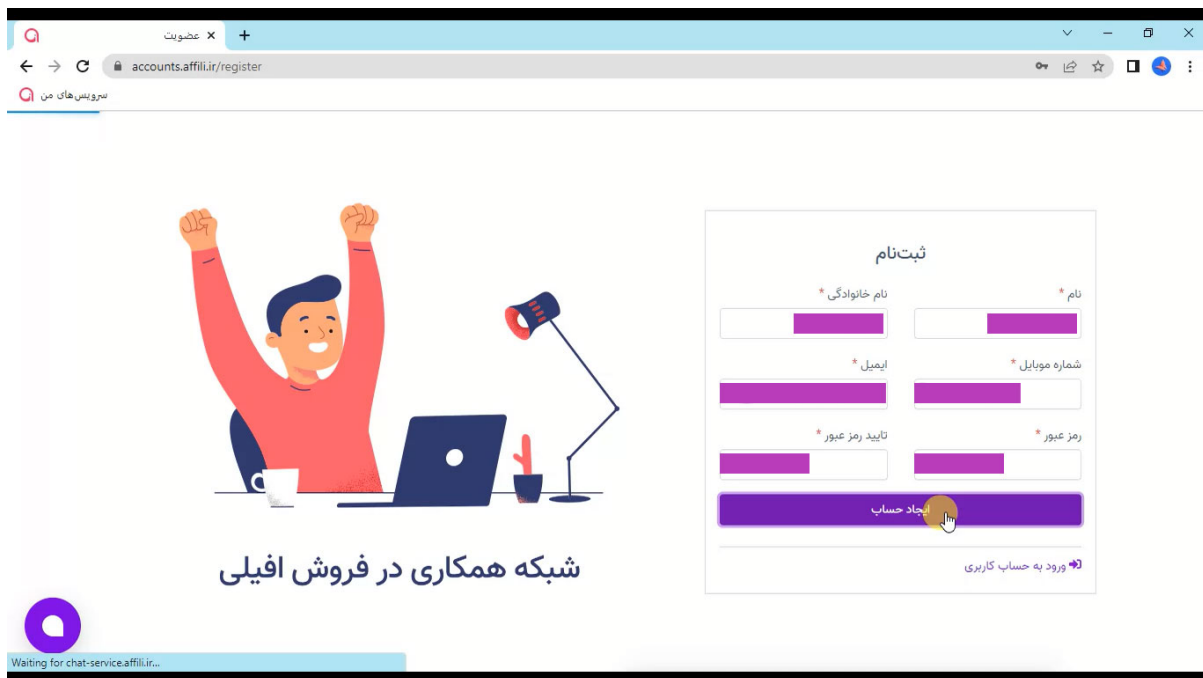 عضویت
accounts.affili.ir/register
سرویس‌های من
ثبت‌نام
نام * نام خانوادگی *
شماره موبایل * ایمیل *
رمز عبور * تایید رمز عبور *
ایجاد حساب
ورود به حساب کاربری
شبکه همکاری در فروش افیلی
Waiting for chat-service.affili.ir...